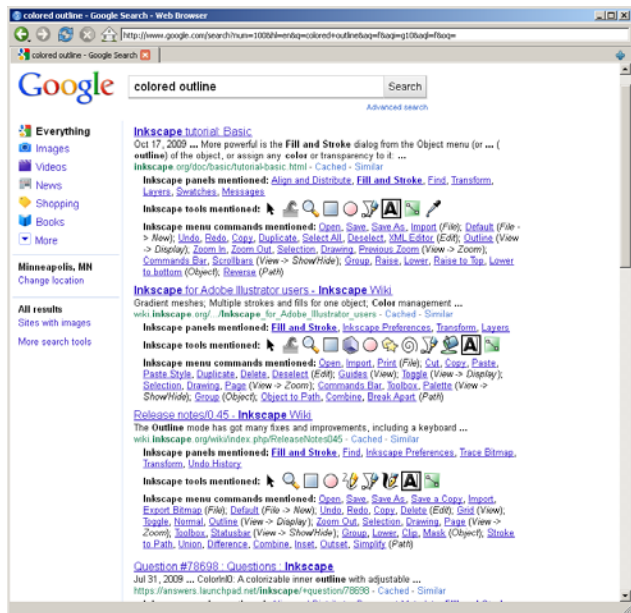 colored outline - Google Search - Web Browser
http://www.google.com/search?num=100&hl=en&q=colored+outline&aq=f&aqi=g10&aql=f&oq=
colored outline - Google Search
Google
colored outline
Search
Advanced search
Everything
Images
Videos
News
Shopping
Books
More
Minneapolis, MN
Change location
All results
Sites with images
More search tools
Inkscape tutorial: Basic
Oct 17, 2009 ... More powerful is the Fill and Stroke dialog from the Object menu (or ... (
outline) of the object, or assign any color or transparency to it: ...
inkscape.org/doc/basic/tutorial-basic.html - Cached - Similar
Inkscape panels mentioned: Align and Distribute, Fill and Stroke, Find, Transform,
Layers, Swatches, Messages
Inkscape tools mentioned: A
Inkscape menu commands mentioned: Open, Save, Save As, Import (File); Default (File -
> New); Undo, Redo, Copy, Duplicate, Select All, Deselect, XML Editor (Edit); Outline (View
-> Display); Zoom In, Zoom Out, Selection, Drawing, Previous Zoom (View -> Zoom);
Commands Bar, Scrollbars (View -> Show/Hide); Group, Raise, Lower, Raise to Top, Lower
to bottom (Object); Reverse (Path)
Inkscape for Adobe Illustrator users - Inkscape Wiki
Gradient meshes; Multiple strokes and fills for one object; Color management ...
wiki.inkscape.org/.../Inkscape_for_Adobe_Illustrator_users - Cached - Similar
Inkscape panels mentioned: Fill and Stroke, Inkscape Preferences, Transform, Layers
Inkscape tools mentioned: A
Inkscape menu commands mentioned: Open, Import, Print (File); Cut, Copy, Paste,
Paste Style, Duplicate, Delete, Deselect (Edit); Guides (View); Toggle (View -> Display);
Selection, Drawing, Page (View -> Zoom); Commands Bar, Toolbox, Palette (View ->
Show/Hide); Group (Object); Object to Path, Combine, Break Apart (Path)
Release notes/0.45 - Inkscape Wiki
The Outline mode has got many fixes and improvements, including a keyboard ...
wiki.inkscape.org/wiki/index.php/ReleaseNotes045 - Cached - Similar
Inkscape panels mentioned: Fill and Stroke, Find, Inkscape Preferences, Trace Bitmap,
Transform, Undo History
Inkscape tools mentioned: A
Inkscape menu commands mentioned: Open, Save, Save As, Save a Copy, Import,
Export Bitmap (File); Default (File -> New); Undo, Redo, Copy, Delete (Edit); Grid (View);
Toggle, Normal, Outline (View -> Display); Zoom Out, Selection, Drawing, Page (View ->
Zoom); Toolbox, Statusbar (View -> Show/Hide); Group, Lower, Clip, Mask (Object); Stroke
to Path, Union, Difference, Combine, Inset, Outset, Simplify (Path)
Question #78698 : Questions : Inkscape
Jul 31, 2009 ... ColorInlO: A colorizable inner outline with adjustable ...
https://answers.launchpad.net/inkscape/+question/78698 - Cached - Similar